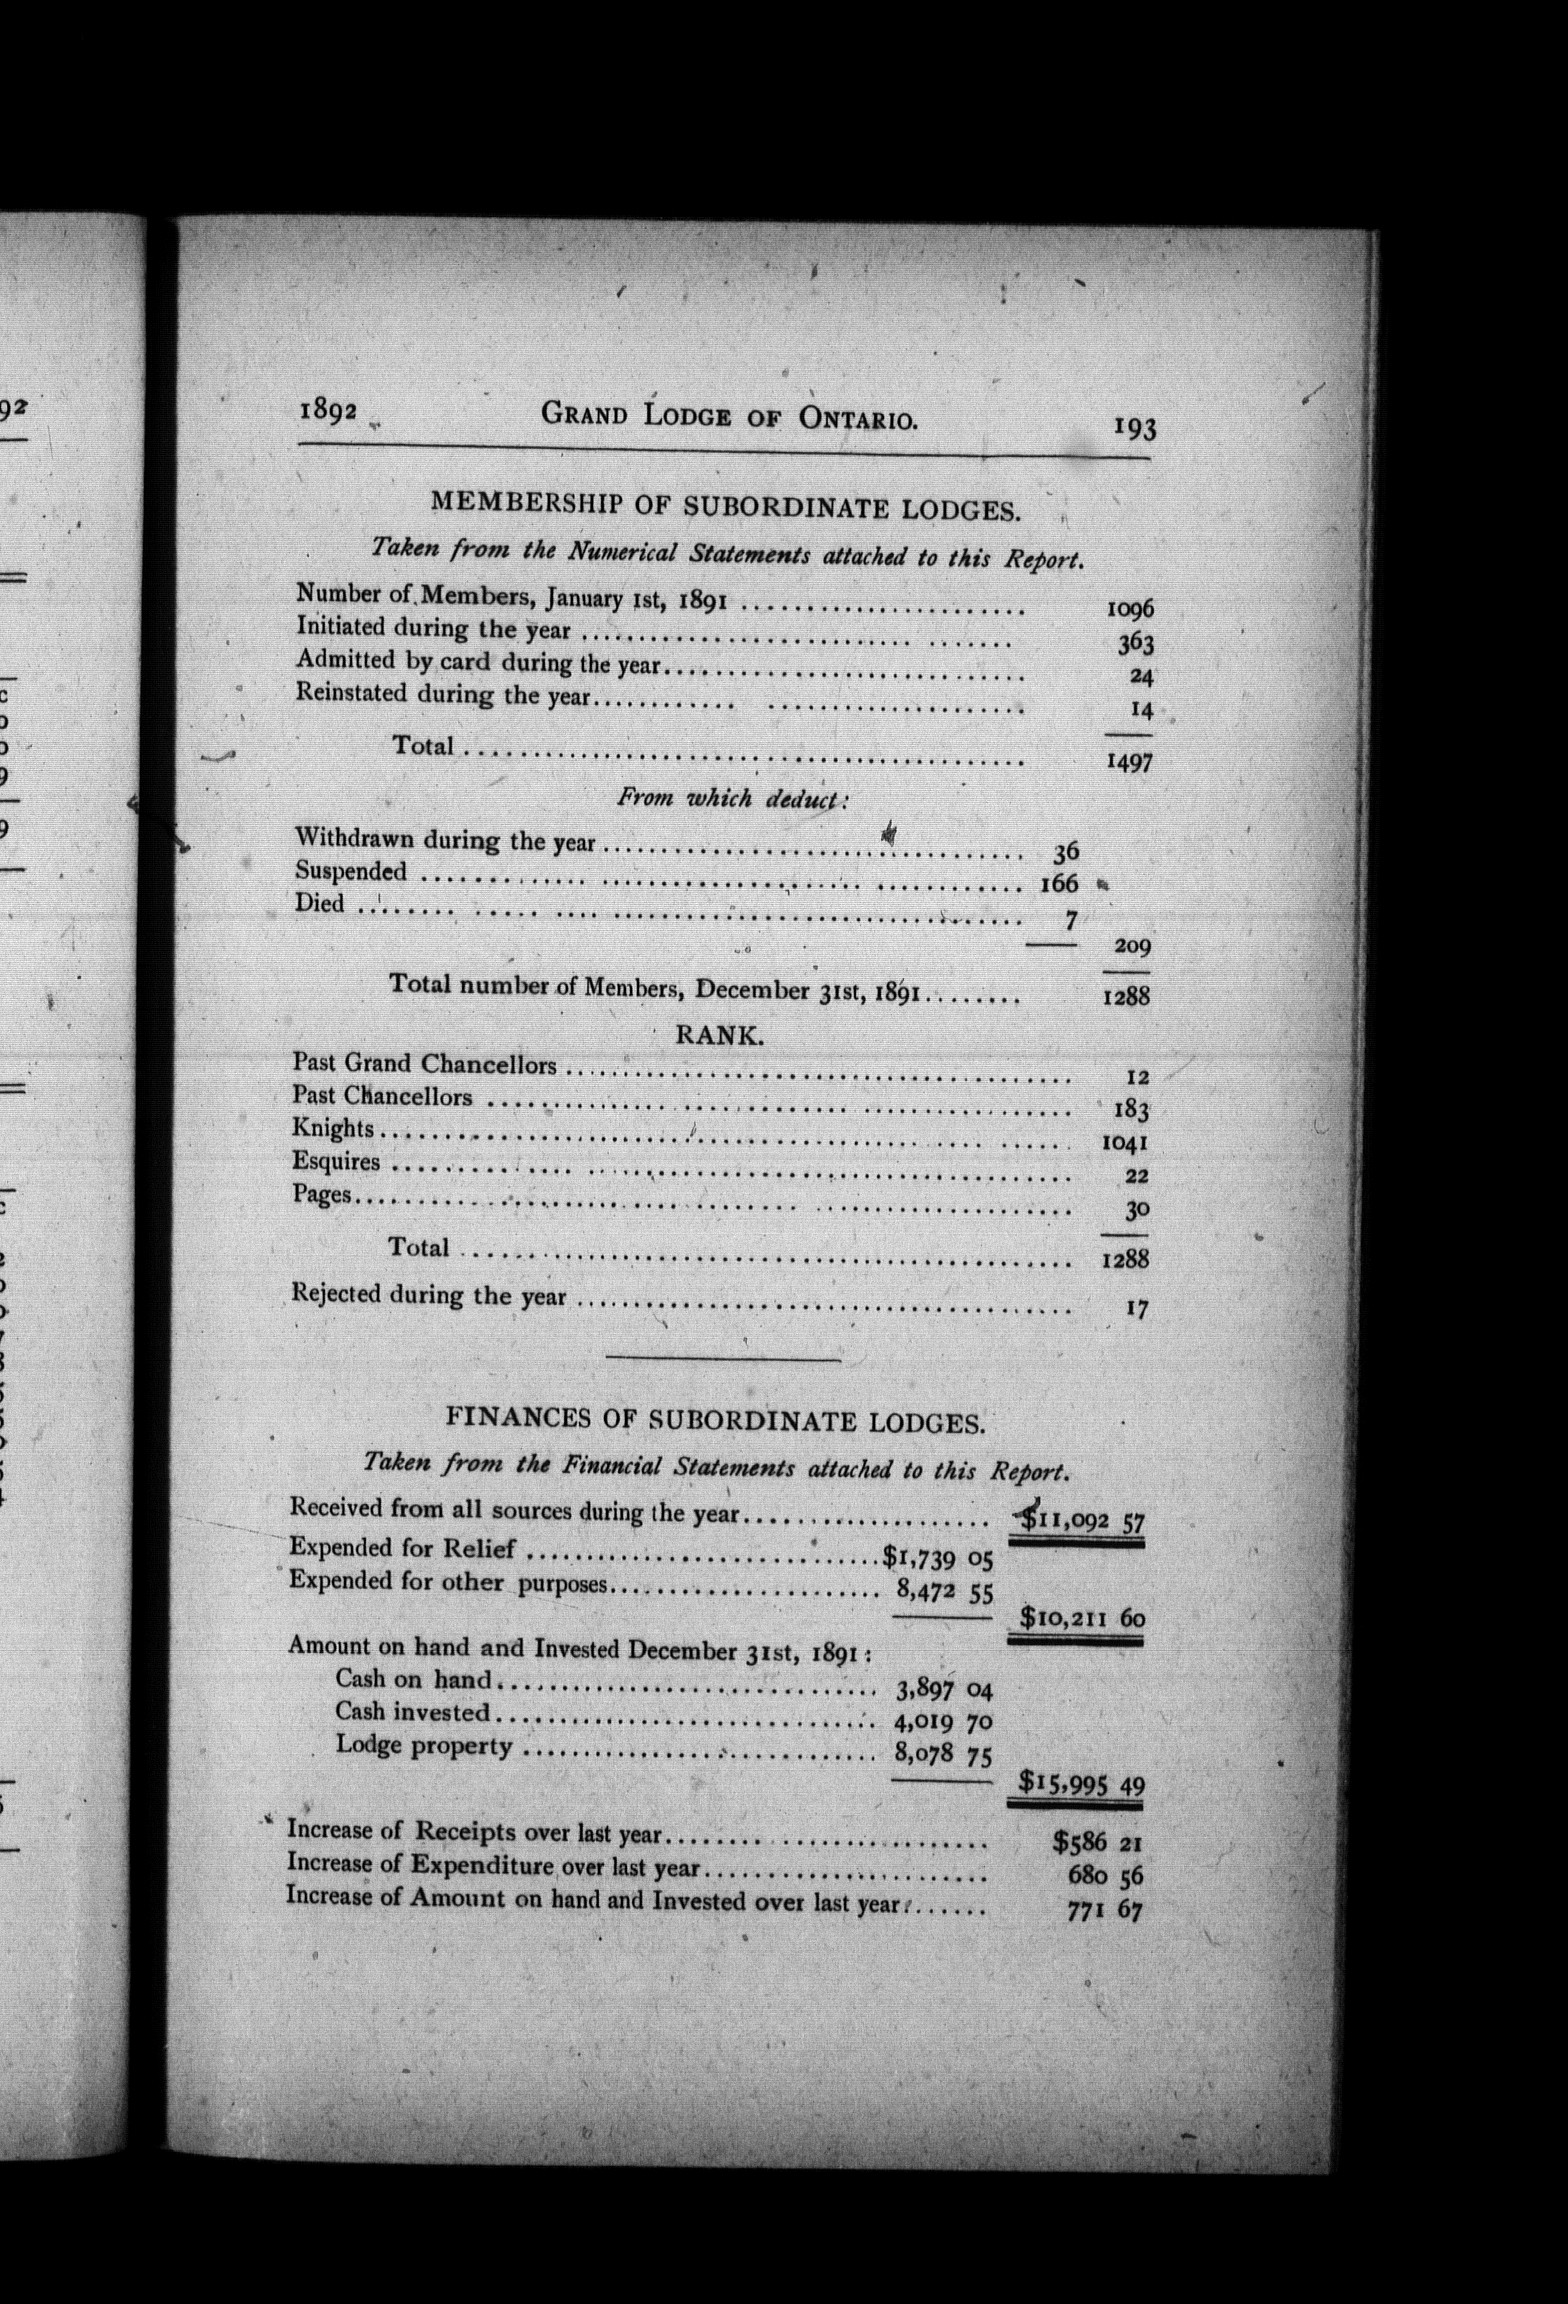 1892 GRAND LODGE OF ONTARIO. 193
MEMBERSHIP OF SUBORDINATE LODGES.
Taken from the Numerical Statements attached to this Report.
Number of Members, January 1st, 1891 ........................ 1096
Initiated during the year ........................ 363
Admitted by card during the year........................ 24
Reinstated during the year........................ 14
Total ........................ 1497
From which deduct:
Withdrawn during the year ........................ 36
Suspended ........................ 166
Died ........................ 7
209
Total number of Members, December 31st, 1891........ 1288
RANK.
Past Grand Chancellors ........................ 12
Past Chancellors ........................ 183
Knights ........................ 1041
Esquires ........................ 22
Pages........................ 30
Total ........................ 1288
Rejected during the year ........................ 17
FINANCES OF SUBORDINATE LODGES.
Taken from the Financial Statements attached to this Report.
Received from all sources during the year.................... $11,092 57
Expended for Relief ........................$1,739 05
Expended for other purposes........................ 8,472 55
$10,211 60
Amount on hand and Invested December 31st, 1891:
Cash on hand........................ 3,897 04
Cash invested........................ 4,019 70
Lodge property ........................ 8,078 75
$15,995 49
Increase of Receipts over last year........................ $586 21
Increase of Expenditure over last year........................ 680 56
Increase of Amount on hand and Invested over last year....... 771 67